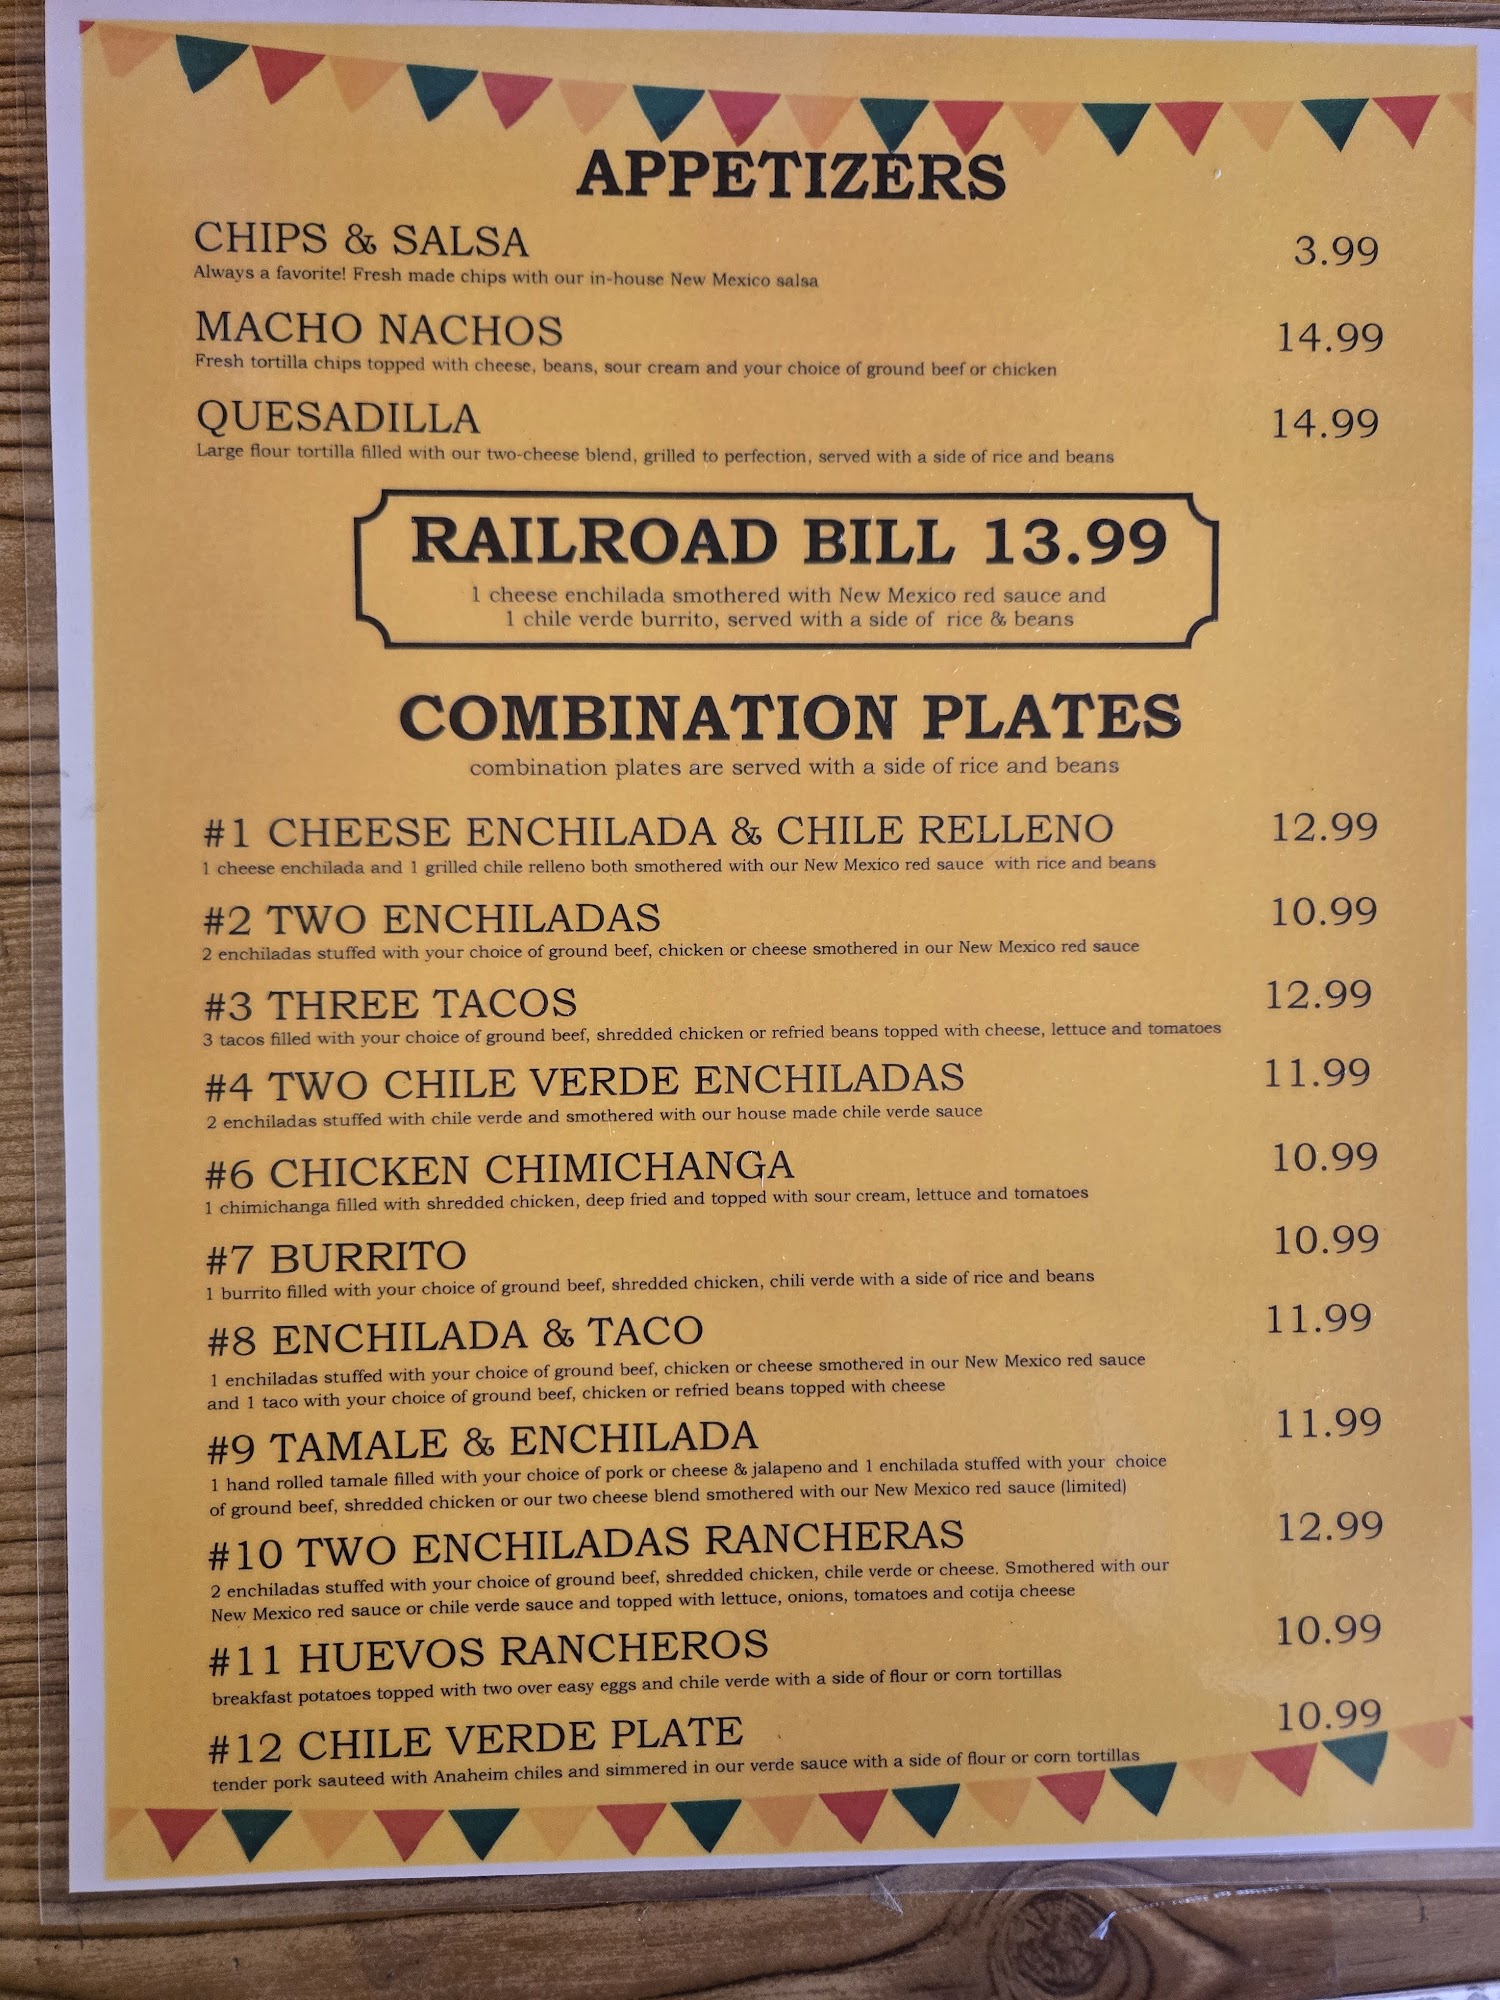 APPETIZERS
CHIPS & SALSA 3.99
Always a favorite! Fresh made chips with our in-house New Mexico salsa
MACHO NACHOS 14.99
Fresh tortilla chips topped with cheese, beans, sour cream and your choice of ground beef or chicken
QUESADILLA 14.99
Large flour tortilla filled with our two-cheese blend, grilled to perfection, served with a side of rice and beans
RAILROAD BILL 13.99
1 cheese enchilada smothered with New Mexico red sauce and
1 chile verde burrito, served with a side of rice & beans
COMBINATION PLATES
combination plates are served with a side of rice and beans
#1 CHEESE ENCHILADA & CHILE RELLENO 12.99
1 cheese enchilada and 1 grilled chile relleno both smothered with our New Mexico red sauce with rice and beans
#2 TWO ENCHILADAS 10.99
2 enchiladas stuffed with your choice of ground beef, chicken or cheese smothered in our New Mexico red sauce
#3 THREE TACOS 12.99
3 tacos filled with your choice of ground beef, shredded chicken or refried beans topped with cheese, lettuce and tomatoes
#4 TWO CHILE VERDE ENCHILADAS 11.99
2 enchiladas stuffed with chile verde and smothered with our house made chile verde sauce
#6 CHICKEN CHIMICHANGA 10.99
1 chimichanga filled with shredded chicken, deep fried and topped with sour cream, lettuce and tomatoes
#7 BURRITO 10.99
1 burrito filled with your choice of ground beef, shredded chicken, chili verde with a side of rice and beans
#8 ENCHILADA & TACO 11.99
1 enchiladas stuffed with your choice of ground beef, chicken or cheese smothered in our New Mexico red sauce
and 1 taco with your choice of ground beef, chicken or refried beans topped with cheese
#9 TAMALE & ENCHILADA 11.99
1 hand rolled tamale filled with your choice of pork or cheese & jalapeno and 1 enchilada stuffed with your choice
of ground beef, shredded chicken or our two cheese blend smothered with our New Mexico red sauce (limited)
#10 TWO ENCHILADAS RANCHERAS 12.99
2 enchiladas stuffed with your choice of ground beef, shredded chicken, chile verde or cheese. Smothered with our
New Mexico red sauce or chile verde sauce and topped with lettuce, onions, tomatoes and cotija cheese
#11 HUEVOS RANCHEROS 10.99
breakfast potatoes topped with two over easy eggs and chile verde with a side of flour or corn tortillas
#12 CHILE VERDE PLATE 10.99
tender pork sauteed with Anaheim chiles and simmered in our verde sauce with a side of flour or corn tortillas